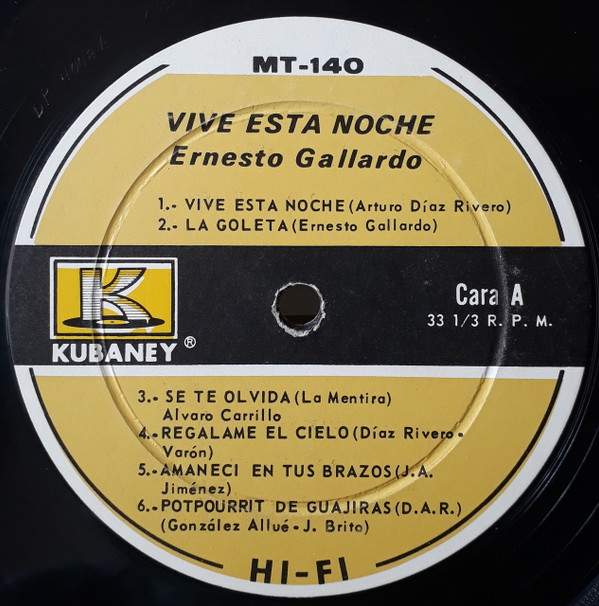 MT-140
VIVE ESTA NOCHE
Ernesto Gallardo
1.- VIVE ESTA NOCHE (Arturo Díaz Rivero)
2.- LA GOLETA (Ernesto Gallardo)
K
KUBANEY ®
Cara A
33 1/3 R. P. M.
3.- SE TE OLVIDA (La Mentira)
Alvaro Carrillo
4.- REGALAME EL CIELO (Díaz Rivero-
Varón)
5.- AMANECI EN TUS BRAZOS (J.A.
Jiménez)
6.- POTPOURRIT DE GUAJIRAS (D.A.R.)
(González Allué-J. Brito)
HI-FI